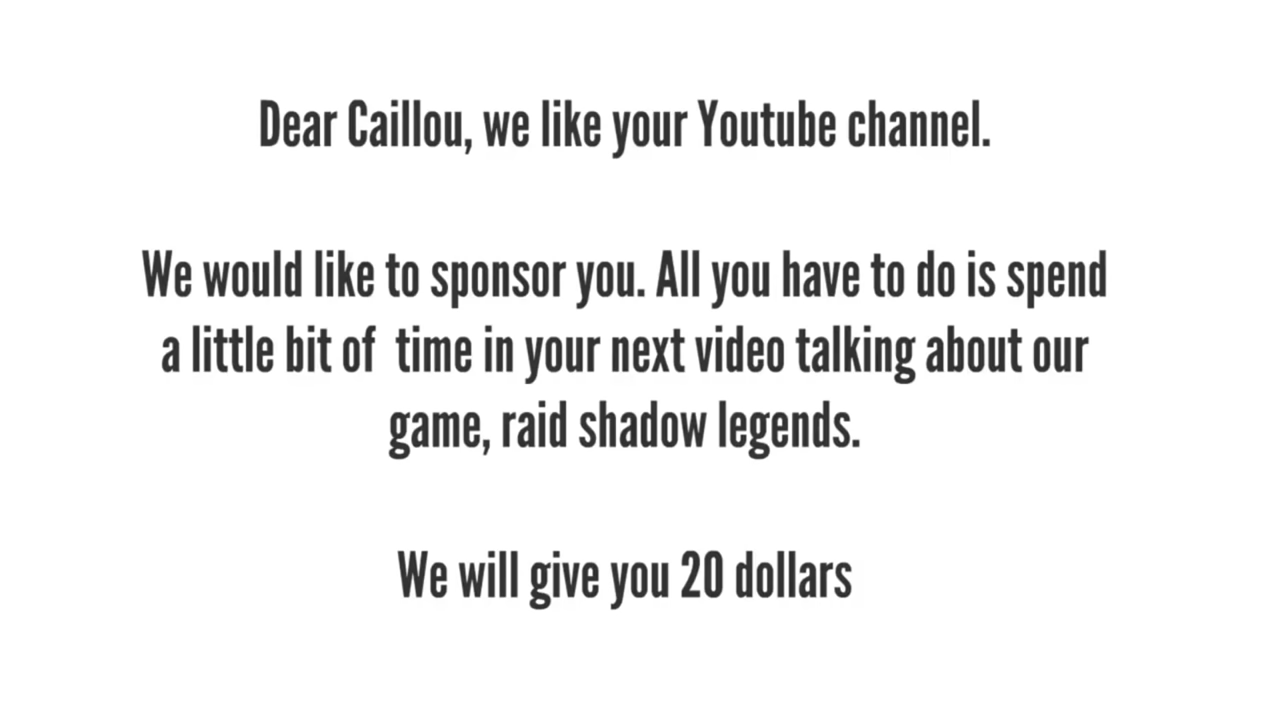 Dear Caillou, we like your Youtube channel.
We would like to sponsor you. All you have to do is spend
a little bit of  time in your next video talking about our
game, raid shadow legends.
We will give you 20 dollars